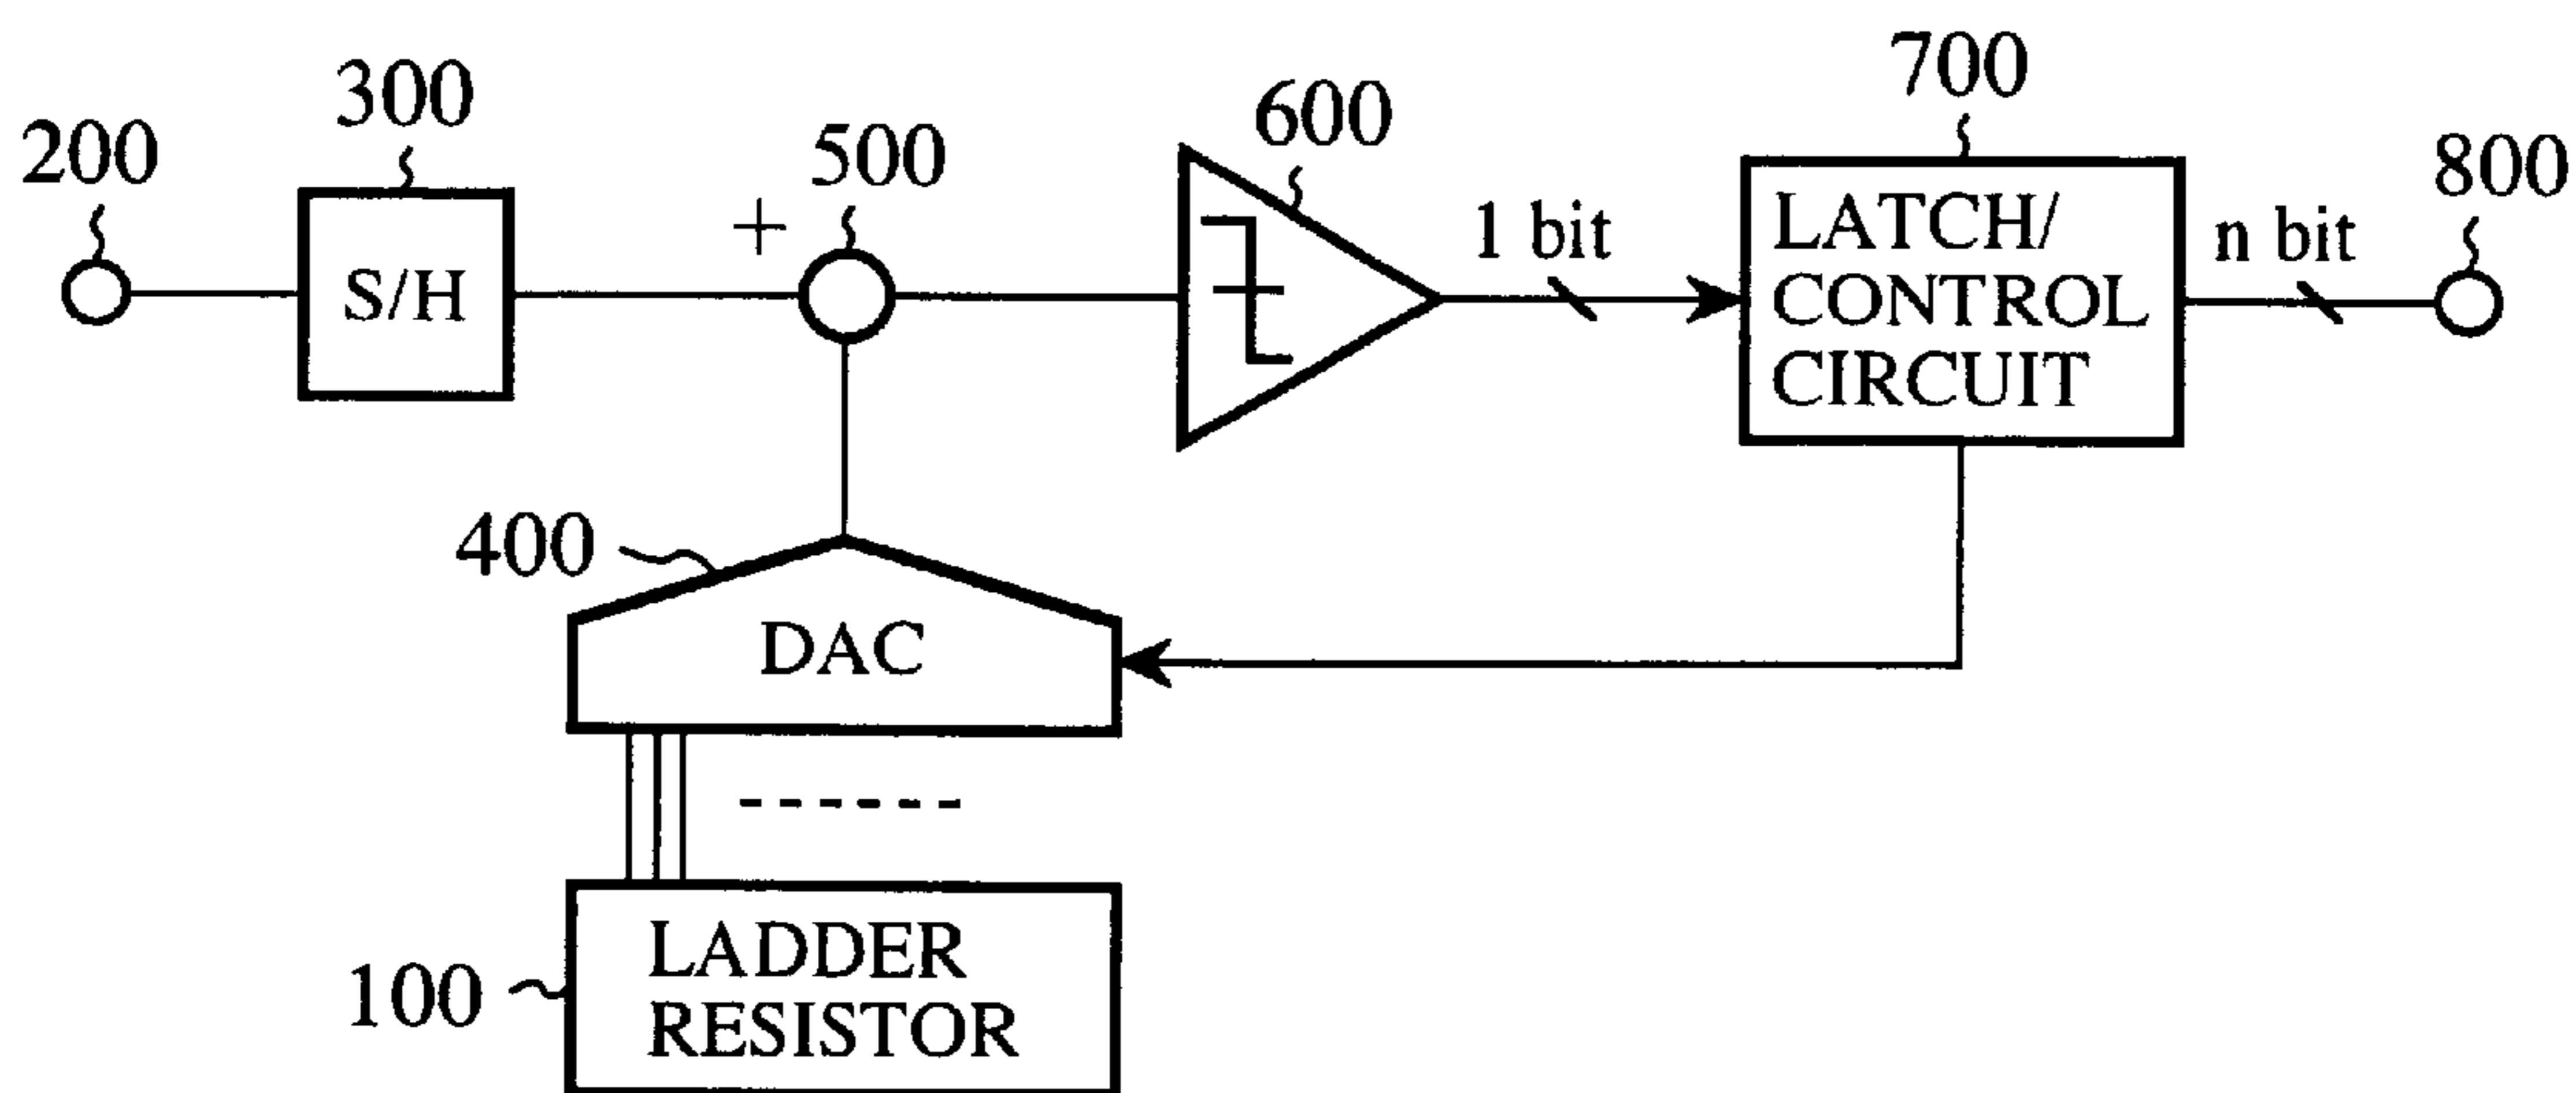 200
300
S/H
+
500
600
1 bit
700
LATCH/
CONTROL
CIRCUIT
n bit
800
400
DAC
100
LADDER
RESISTOR